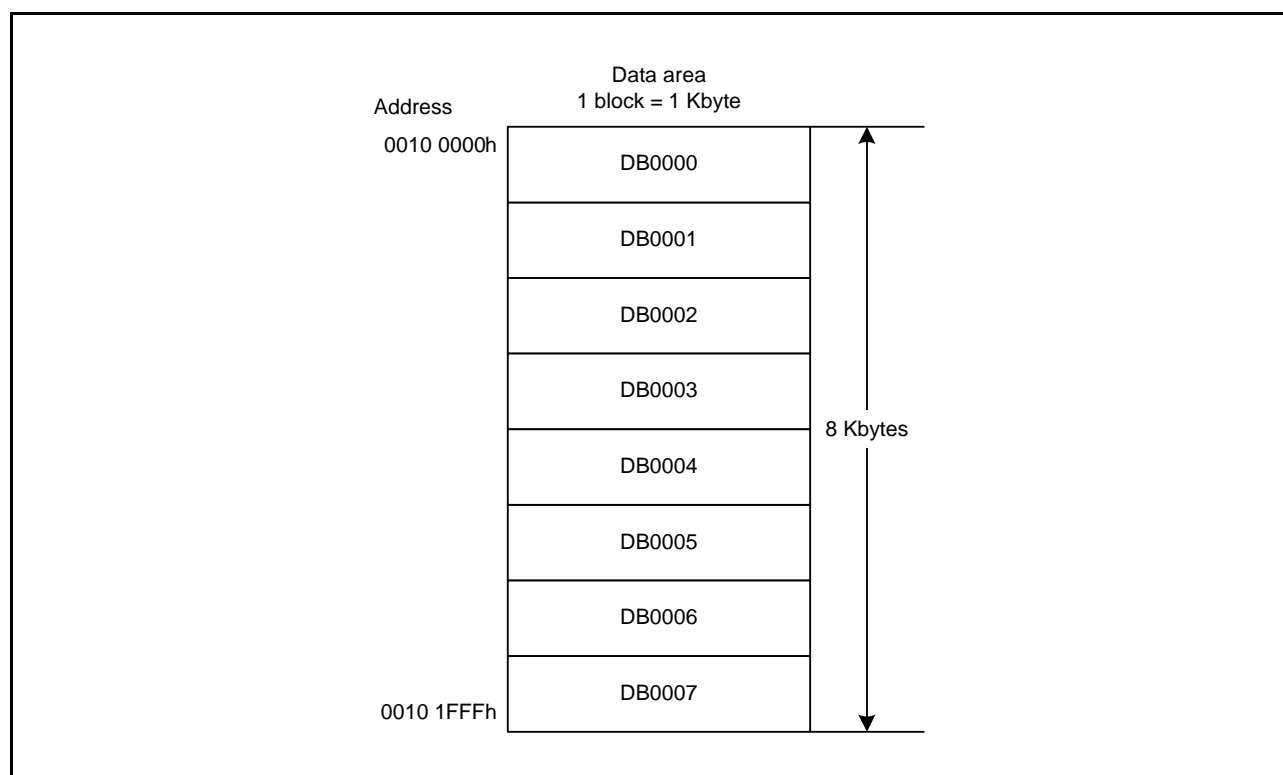 Data area
1 block = 1 Kbyte
Address
0010 0000h
DB0000
DB0001
DB0002
DB0003
DB0004
8 Kbytes
DB0005
DB0006
DB0007
0010 1FFFh